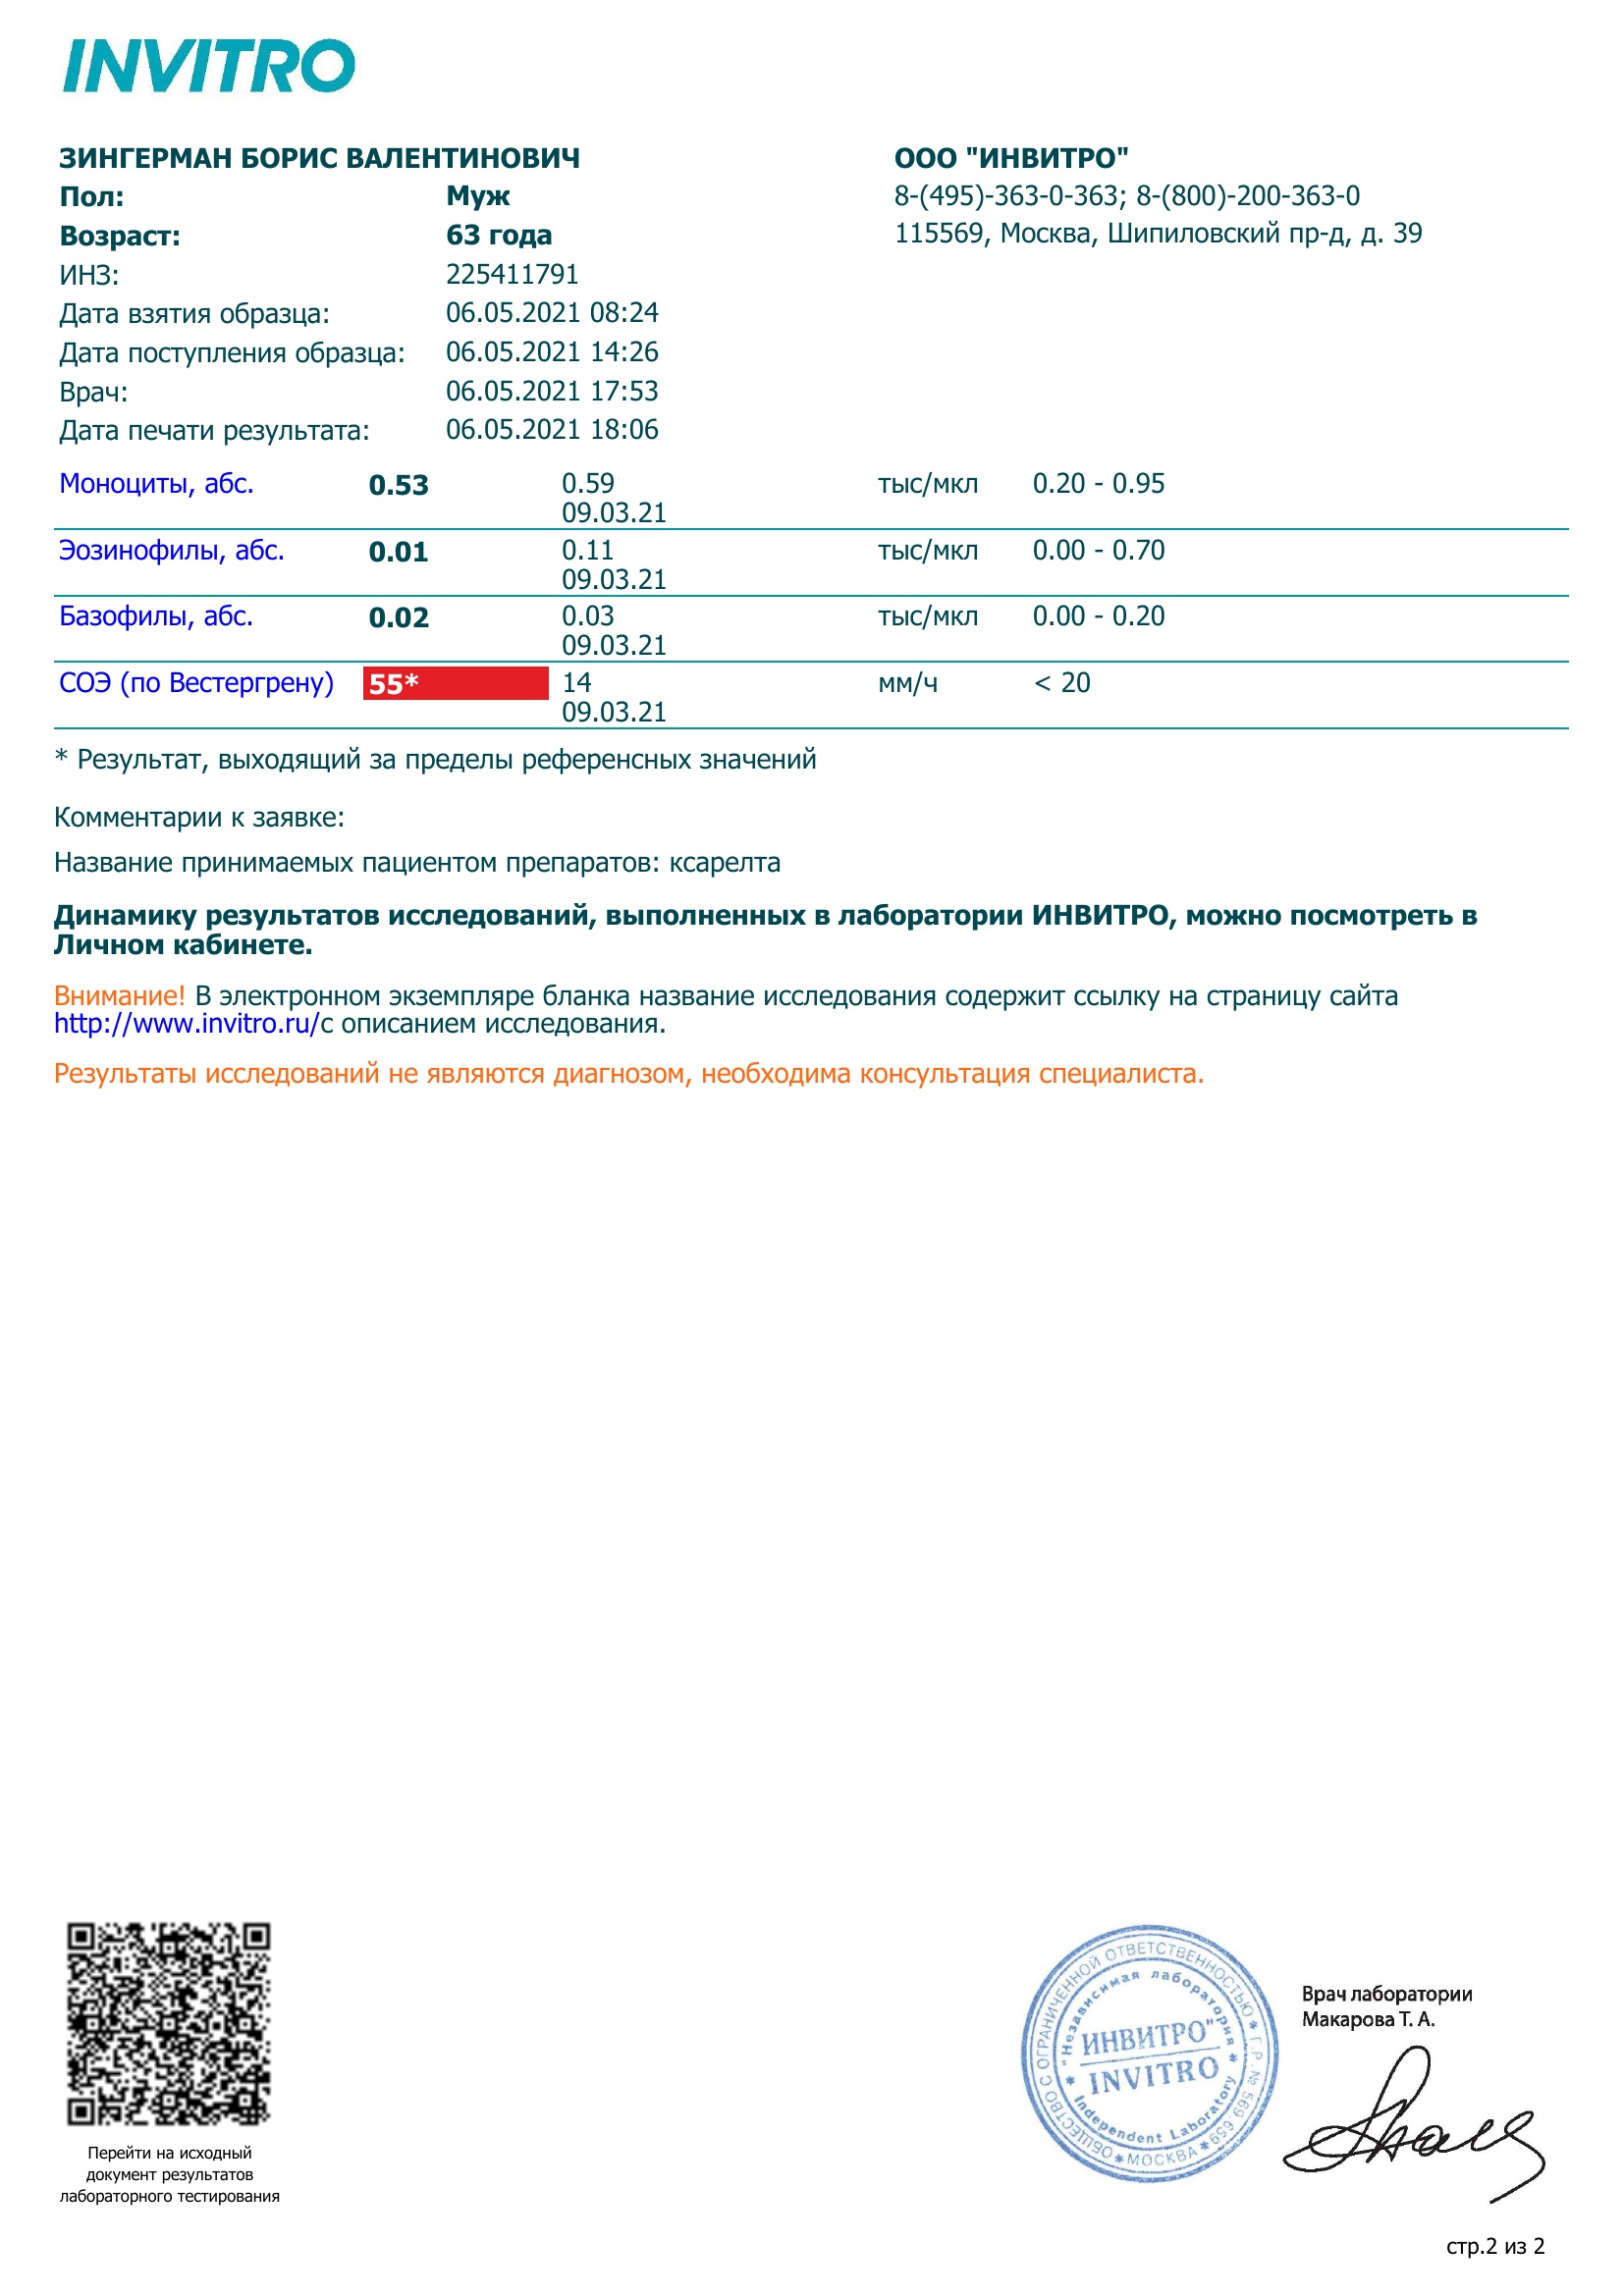 INVITRO
ЗИНГЕРМАН БОРИС ВАЛЕНТИНОВИЧ
Пол: Муж
Возраст: 63 года
ИНЗ: 225411791
Дата взятия образца: 06.05.2021 08:24
Дата поступления образца: 06.05.2021 14:26
Врач: 06.05.2021 17:53
Дата печати результата: 06.05.2021 18:06
ООО "ИНВИТРО"
8-(495)-363-0-363; 8-(800)-200-363-0
115569, Москва, Шипиловский пр-д, д. 39
Моноциты, абс. 0.53 0.59 тыс/мкл 0.20 - 0.95
09.03.21
Эозинофилы, абс. 0.01 0.11 тыс/мкл 0.00 - 0.70
09.03.21
Базофилы, абс. 0.02 0.03 тыс/мкл 0.00 - 0.20
09.03.21
СОЭ (по Вестергрену) 55* 14 мм/ч < 20
09.03.21
* Результат, выходящий за пределы референсных значений
Комментарии к заявке:
Название принимаемых пациентом препаратов: ксарелта
Динамику результатов исследований, выполненных в лаборатории ИНВИТРО, можно посмотреть в
Личном кабинете.
Внимание! В электронном экземпляре бланка название исследования содержит ссылку на страницу сайта
http://www.invitro.ru/с описанием исследования.
Результаты исследований не являются диагнозом, необходима консультация специалиста.
Перейти на исходный
документ результатов
лабораторного тестирования
ОБЩЕСТВО С ОГРАНИЧЕННОЙ ОТВЕТСТВЕННОСТЬЮ * Г.Р.№ 569 659 * МОСКВА *
"Независимая лаборатория
ИНВИТРО"
INVITRO
Independent Laboratory
Врач лаборатории
Макарова Т. А.
стр.2 из 2